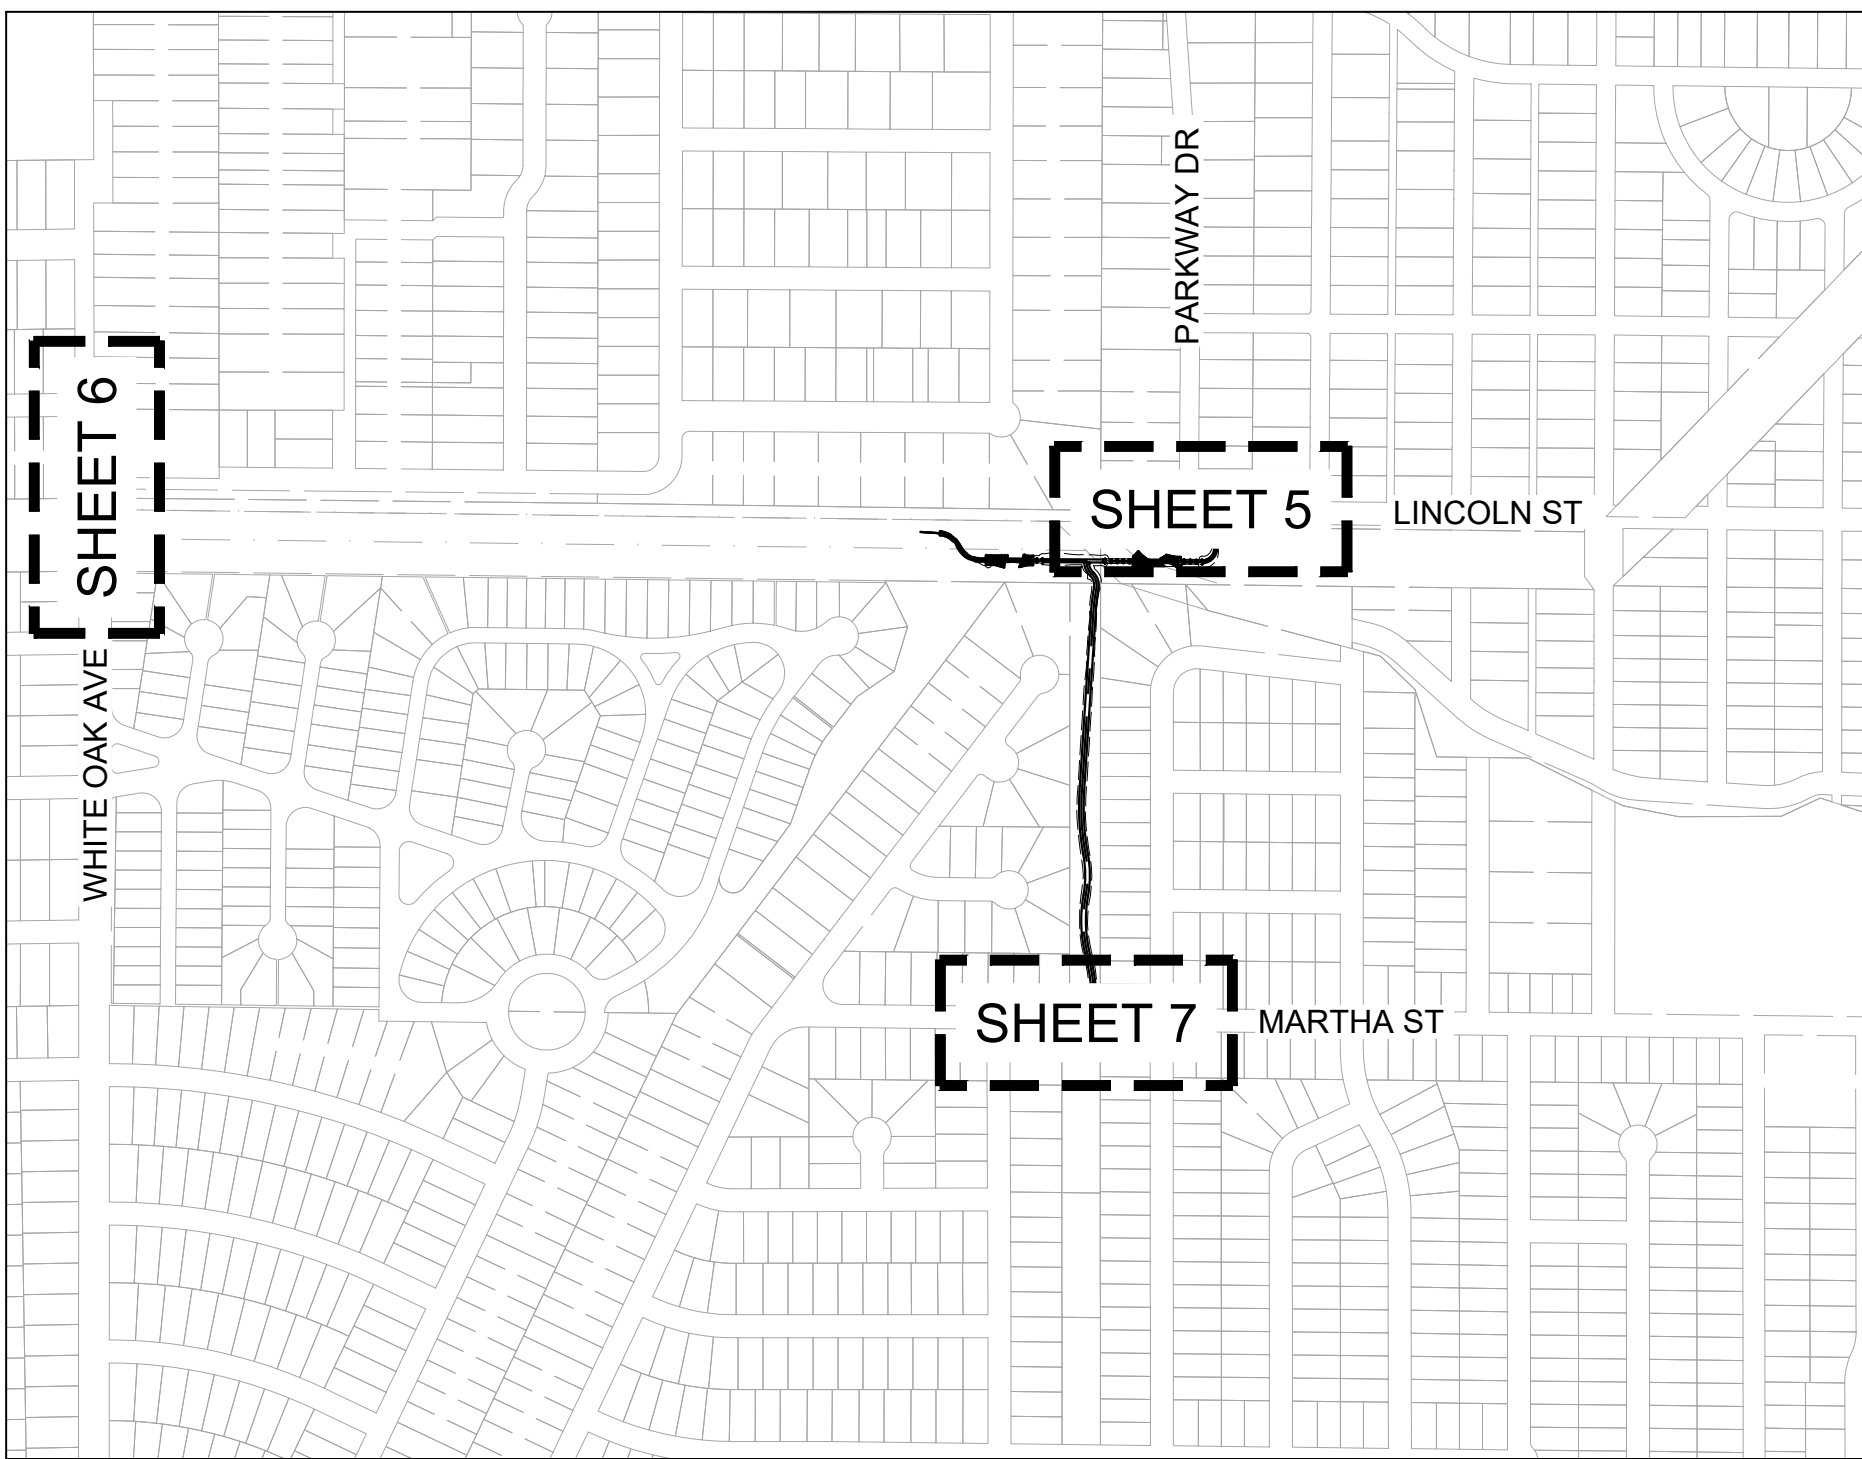 PARKWAY DR
SHEET 6
SHEET 5
LINCOLN ST
WHITE OAK AVE
SHEET 7
MARTHA ST